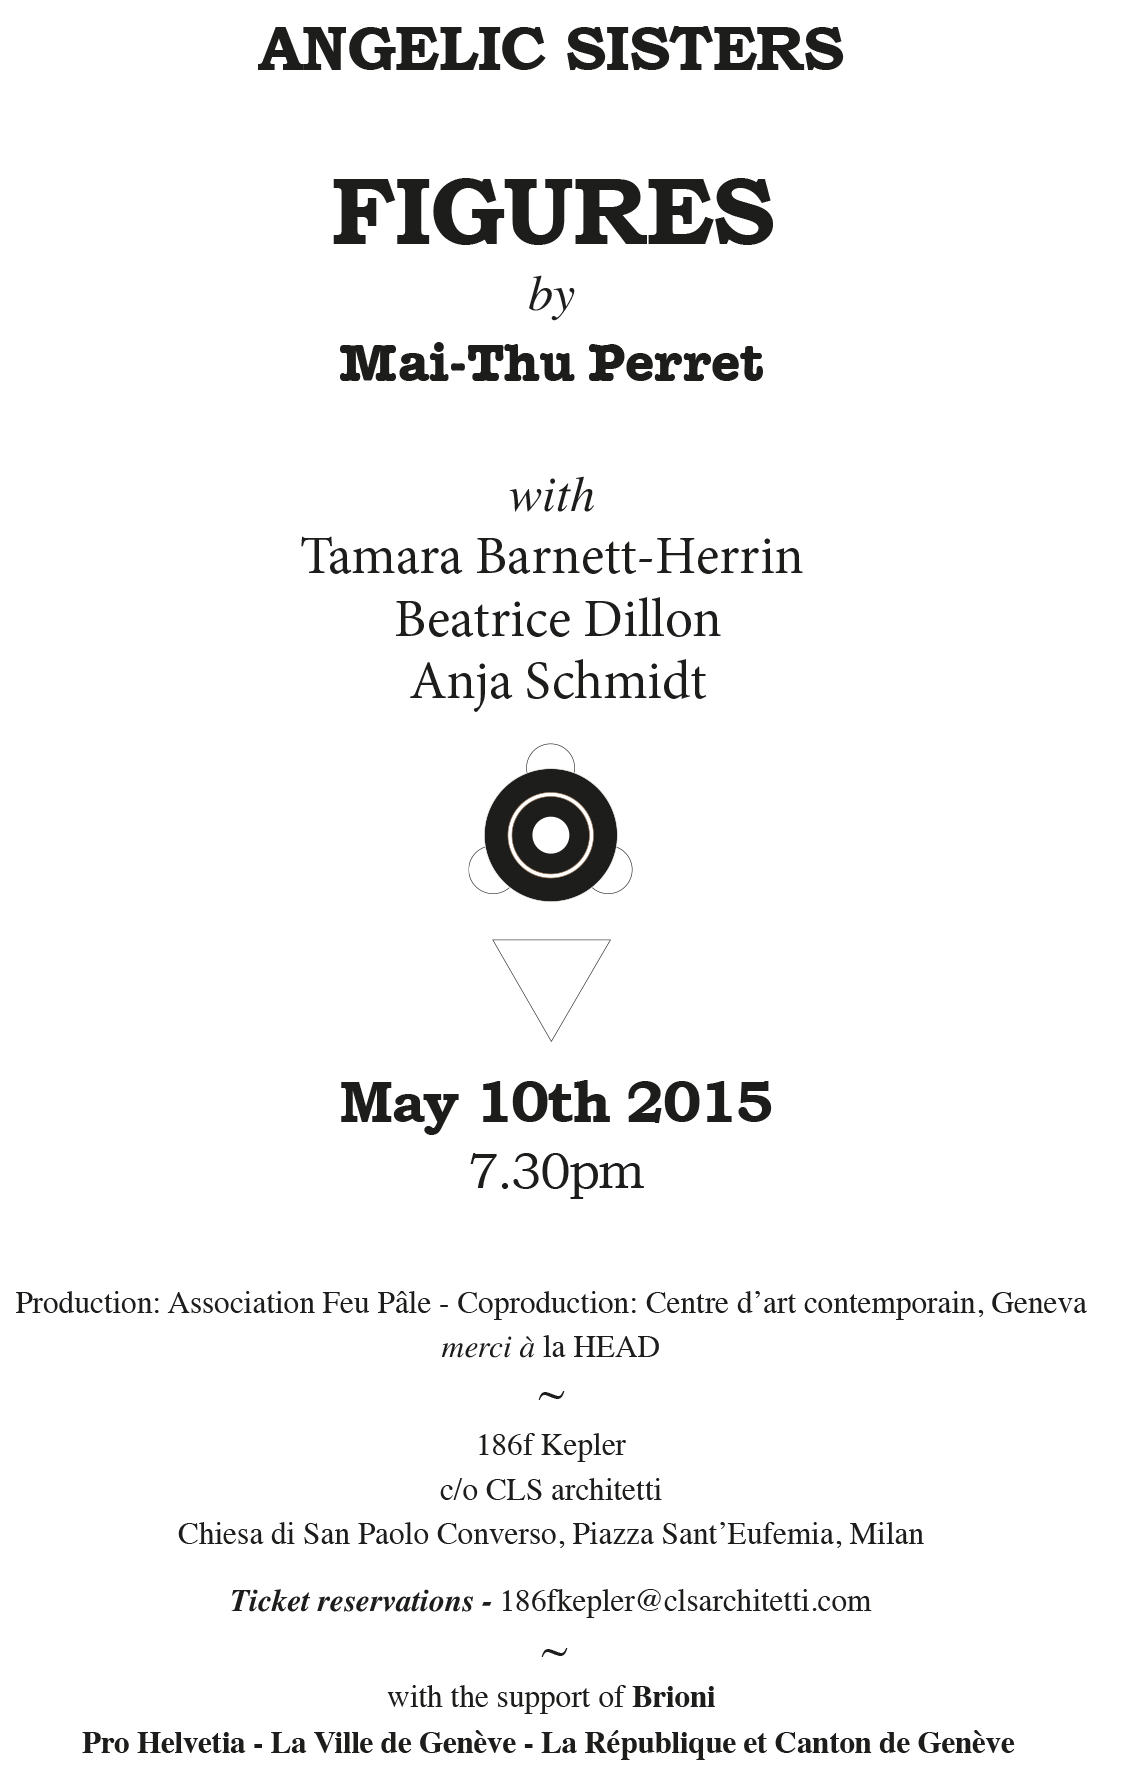 ANGELIC SISTERS
FIGURES
by
Mai-Thu Perret
with
Tamara Barnett-Herrin
Beatrice Dillon
Anja Schmidt
May 10th 2015
7.30pm
Production: Association Feu Pâle - Coproduction: Centre d’art contemporain, Geneva
merci à la HEAD
~
186f Kepler
c/o CLS architetti
Chiesa di San Paolo Converso, Piazza Sant’Eufemia, Milan
Ticket reservations - 186fkepler@clsarchitetti.com
~
with the support of Brioni
Pro Helvetia - La Ville de Genève - La République et Canton de Genève